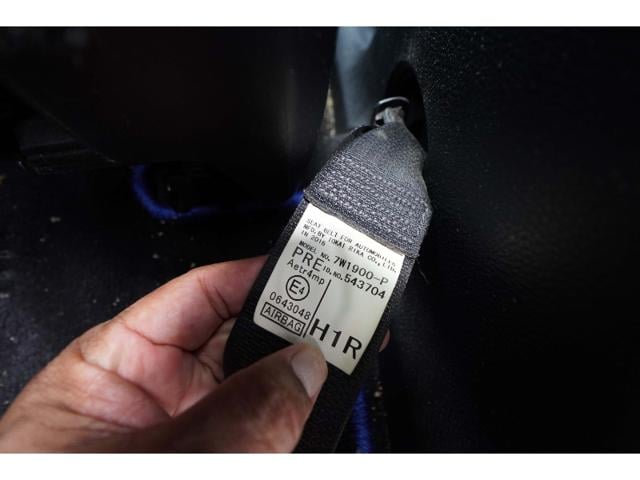 SEAT BELT FOR AUTOMOBILES
MFG. BY TOKAI RIKA CO., LTD.
IN 2016
MODEL NO. 7W1900-P
PRE ID. NO. 543704
Aetr4mp
E4
0643048
AIRBAG
H1R